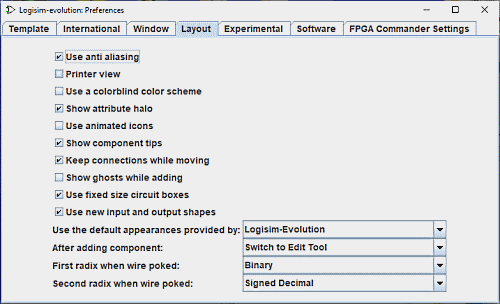 Logisim-evolution: Preferences
Template International Window Layout Experimental Software FPGA Commander Settings
Use anti aliasing
Printer view
Use a colorblind color scheme
Show attribute halo
Use animated icons
Show component tips
Keep connections while moving
Show ghosts while adding
Use fixed size circuit boxes
Use new input and output shapes
Use the default appearances provided by: Logisim-Evolution
After adding component: Switch to Edit Tool
First radix when wire poked: Binary
Second radix when wire poked: Signed Decimal